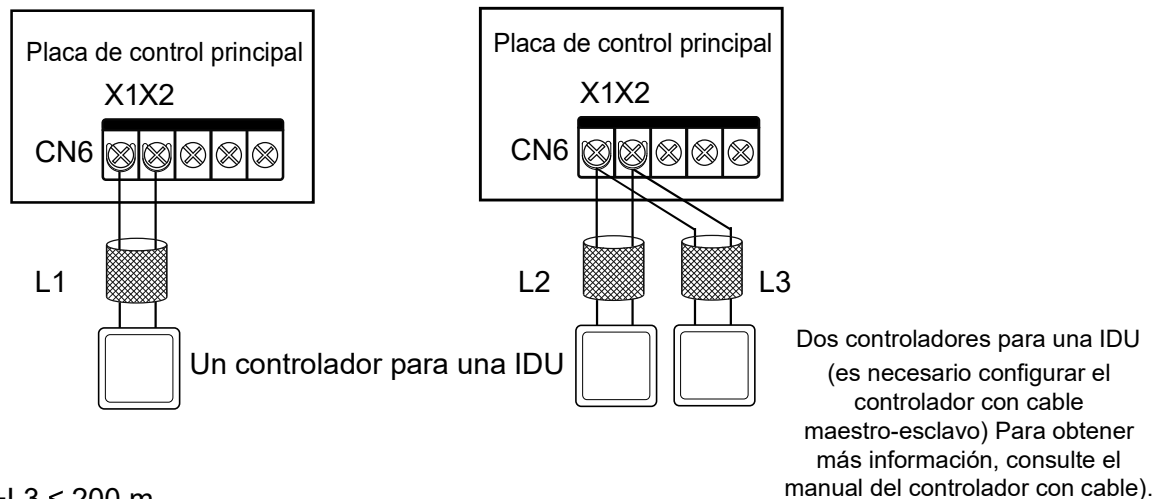 Placa de control principal
X1X2
CN6
L1
Un controlador para una IDU
Placa de control principal
X1X2
CN6
L2
L3
Dos controladores para una IDU
(es necesario configurar el
controlador con cable
maestro-esclavo) Para obtener
más información, consulte el
manual del controlador con cable).
-L3 < 200 m